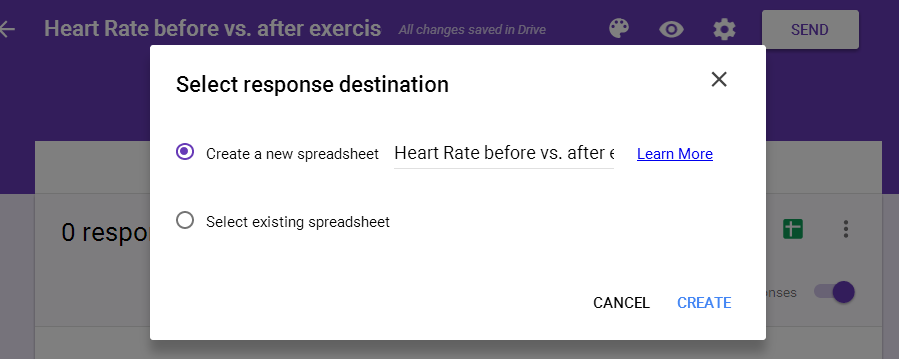 Heart Rate before vs. after exercis All changes saved in Drive SEND
Select response destination
Create a new spreadsheet Heart Rate before vs. after Learn More
Select existing spreadsheet
0 respo
nses
CANCEL CREATE